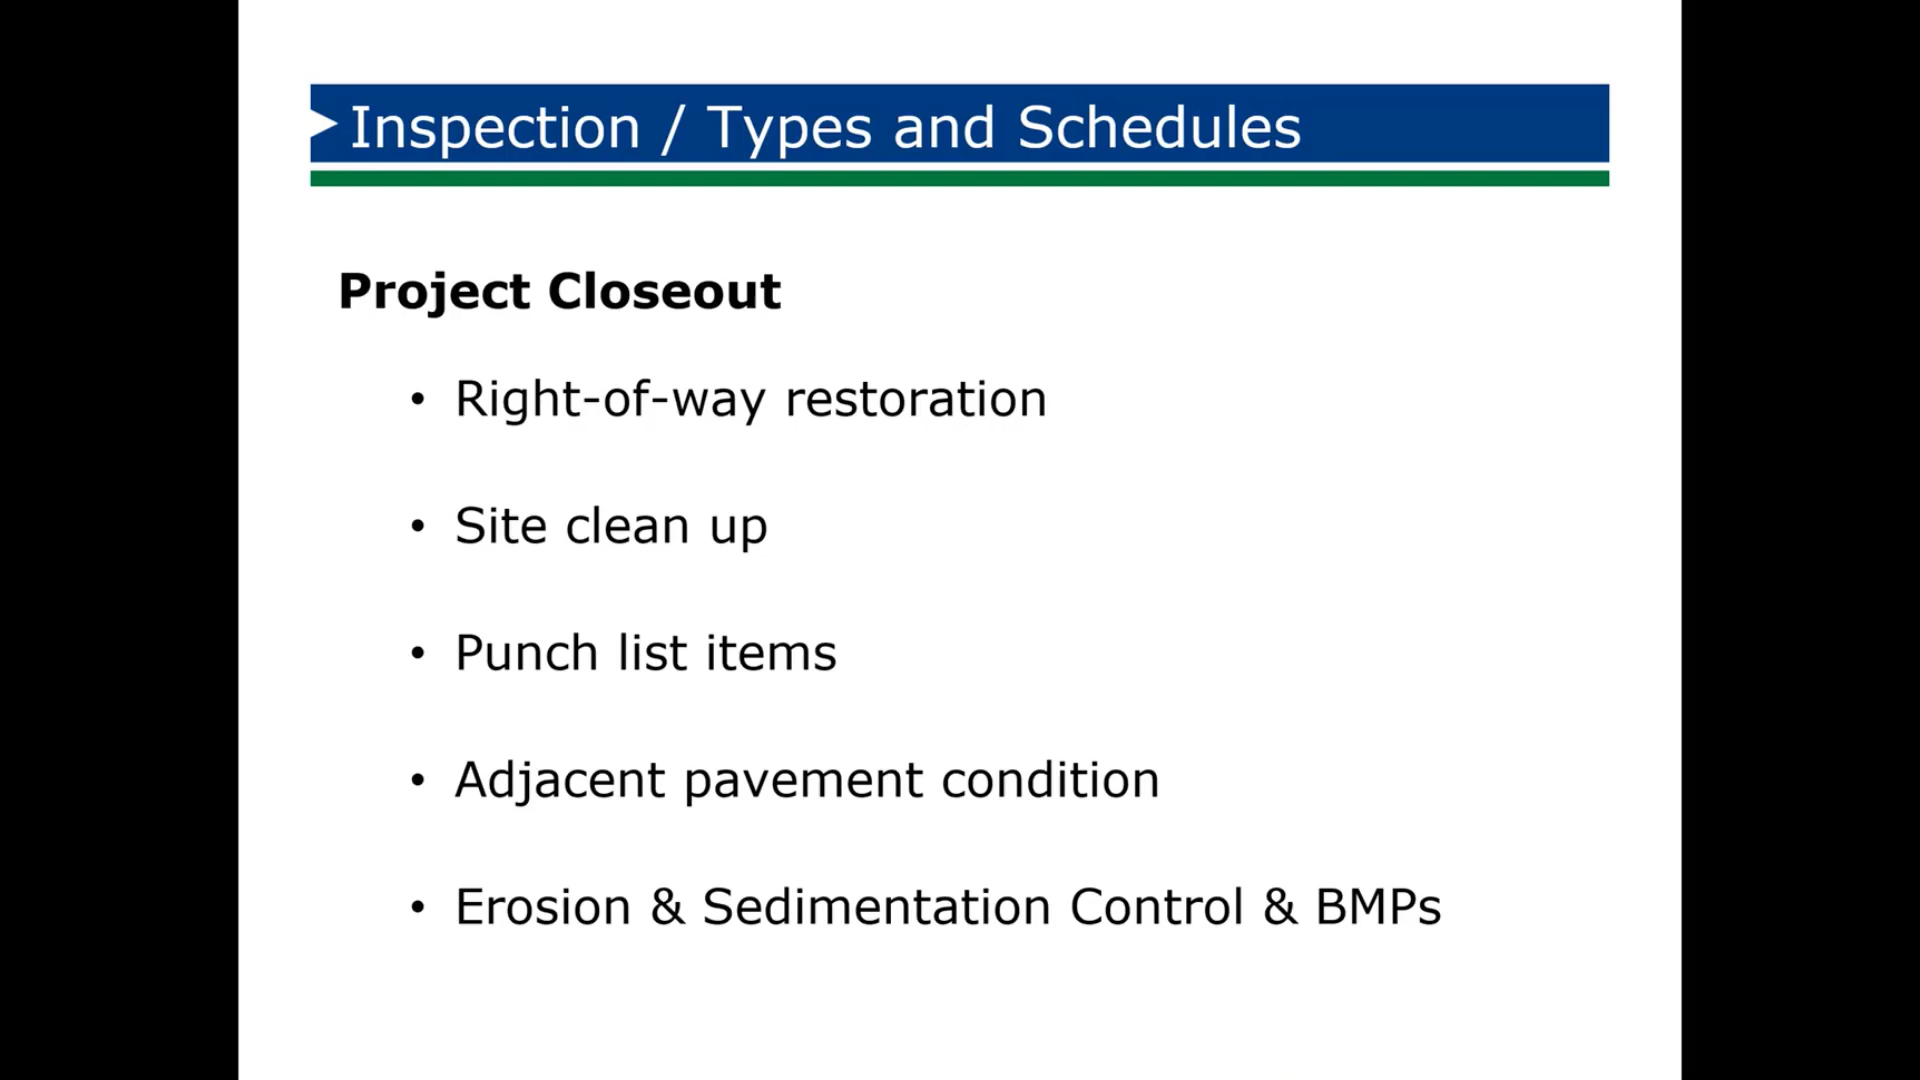 Inspection / Types and Schedules
Project Closeout
• Right-of-way restoration
• Site clean up
• Punch list items
• Adjacent pavement condition
• Erosion & Sedimentation Control & BMPs